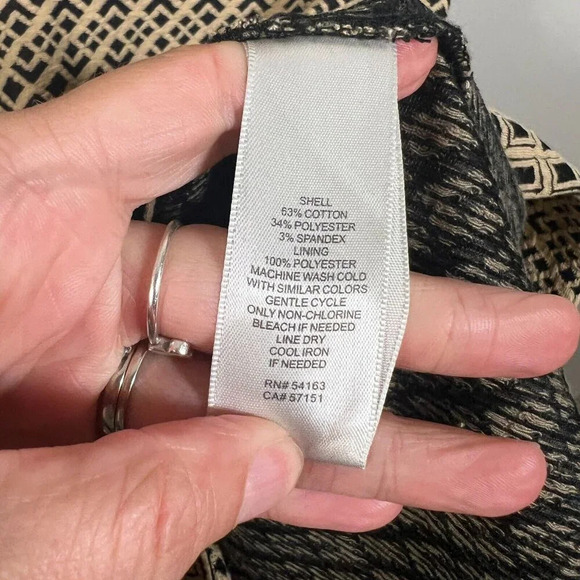 SHELL
63% COTTON
34% POLYESTER
3% SPANDEX
LINING
100% POLYESTER
MACHINE WASH COLD
WITH SIMILAR COLORS
GENTLE CYCLE
ONLY NON-CHLORINE
BLEACH IF NEEDED
LINE DRY
COOL IRON
IF NEEDED
RN# 54163
CA# 57151